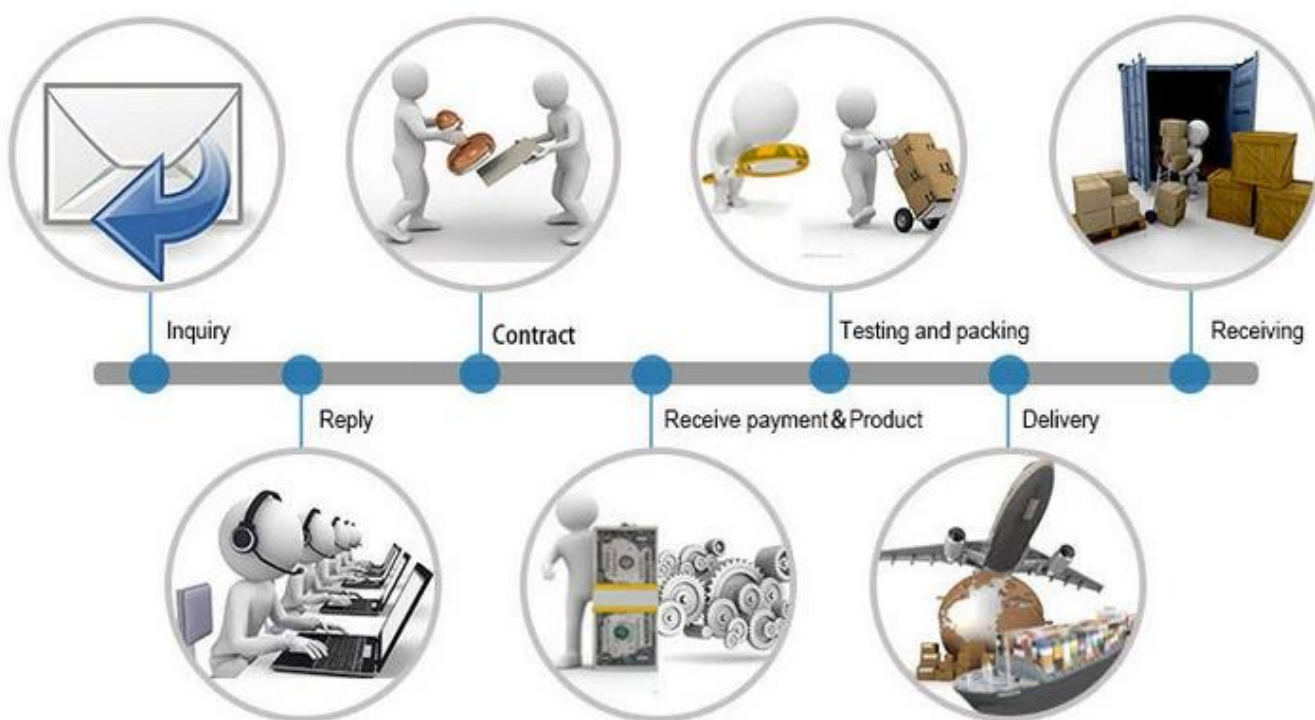 Inquiry
Reply
Contract
Receive payment & Product
Testing and packing
Delivery
Receiving